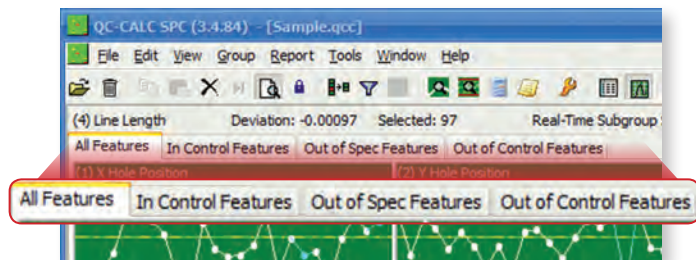 QC-CALC SPC (3.4.84) - [Sample.qcc]
File Edit View Group Report Tools Window Help
(4) Line Length Deviation: -0.00097 Selected: 97 Real-Time Subgroup
All Features In Control Features Out of Spec Features Out of Control Features
(1) X Hole Position (2) Y Hole Position
All Features In Control Features Out of Spec Features Out of Control Features